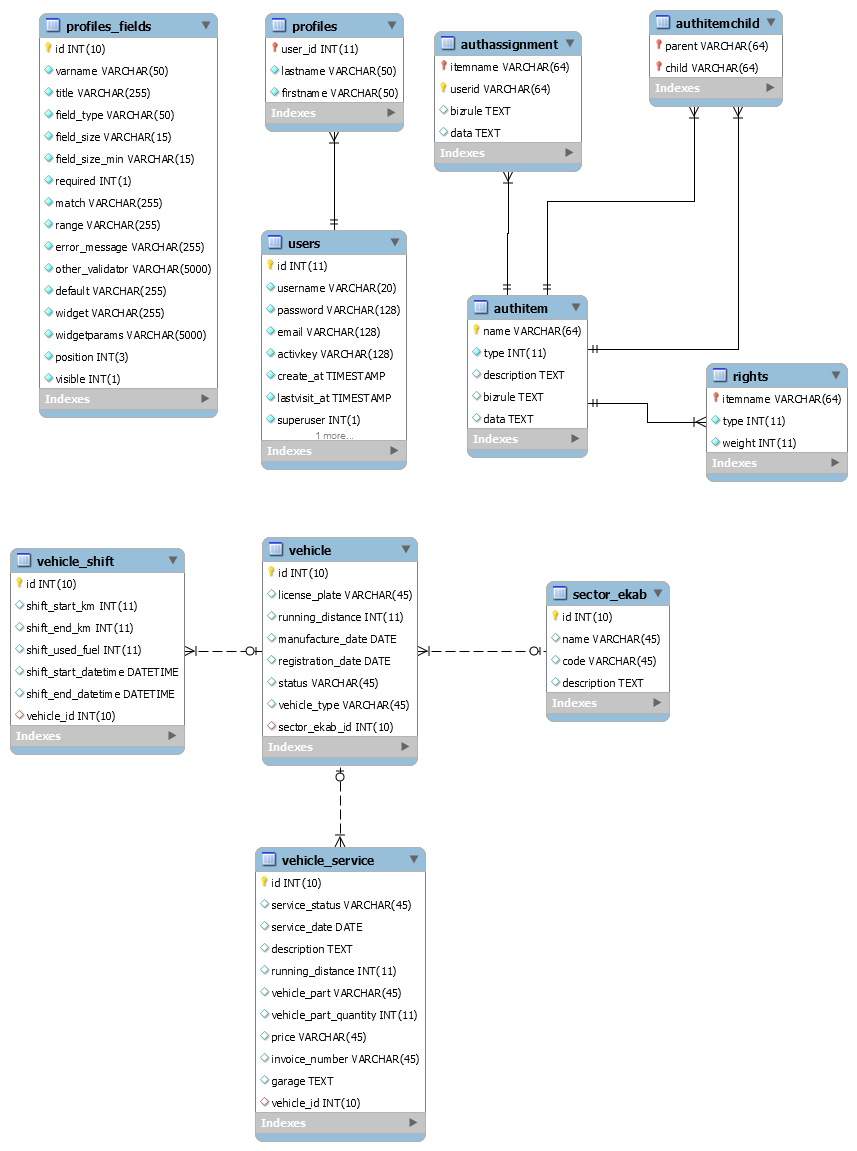 profiles_fields
id INT(10)
varname VARCHAR(50)
title VARCHAR(255)
field_type VARCHAR(50)
field_size VARCHAR(15)
field_size_min VARCHAR(15)
required INT(1)
match VARCHAR(255)
range VARCHAR(255)
error_message VARCHAR(255)
other_validator VARCHAR(5000)
default VARCHAR(255)
widget VARCHAR(255)
widgetparams VARCHAR(5000)
position INT(3)
visible INT(1)
Indexes
profiles
user_id INT(11)
lastname VARCHAR(50)
firstname VARCHAR(50)
Indexes
users
id INT(11)
username VARCHAR(20)
password VARCHAR(128)
email VARCHAR(128)
activkey VARCHAR(128)
create_at TIMESTAMP
lastvisit_at TIMESTAMP
superuser INT(1)
1 more...
Indexes
authassignment
itemname VARCHAR(64)
userid VARCHAR(64)
bizrule TEXT
data TEXT
Indexes
authitemchild
parent VARCHAR(64)
child VARCHAR(64)
Indexes
authitem
name VARCHAR(64)
type INT(11)
description TEXT
bizrule TEXT
data TEXT
Indexes
rights
itemname VARCHAR(64)
type INT(11)
weight INT(11)
Indexes
vehicle_shift
id INT(10)
shift_start_km INT(11)
shift_end_km INT(11)
shift_used_fuel INT(11)
shift_start_datetime DATETIME
shift_end_datetime DATETIME
vehicle_id INT(10)
Indexes
vehicle
id INT(10)
license_plate VARCHAR(45)
running_distance INT(11)
manufacture_date DATE
registration_date DATE
status VARCHAR(45)
vehicle_type VARCHAR(45)
sector_ekab_id INT(10)
Indexes
sector_ekab
id INT(10)
name VARCHAR(45)
code VARCHAR(45)
description TEXT
Indexes
vehicle_service
id INT(10)
service_status VARCHAR(45)
service_date DATE
description TEXT
running_distance INT(11)
vehicle_part VARCHAR(45)
vehicle_part_quantity INT(11)
price VARCHAR(45)
invoice_number VARCHAR(45)
garage TEXT
vehicle_id INT(10)
Indexes